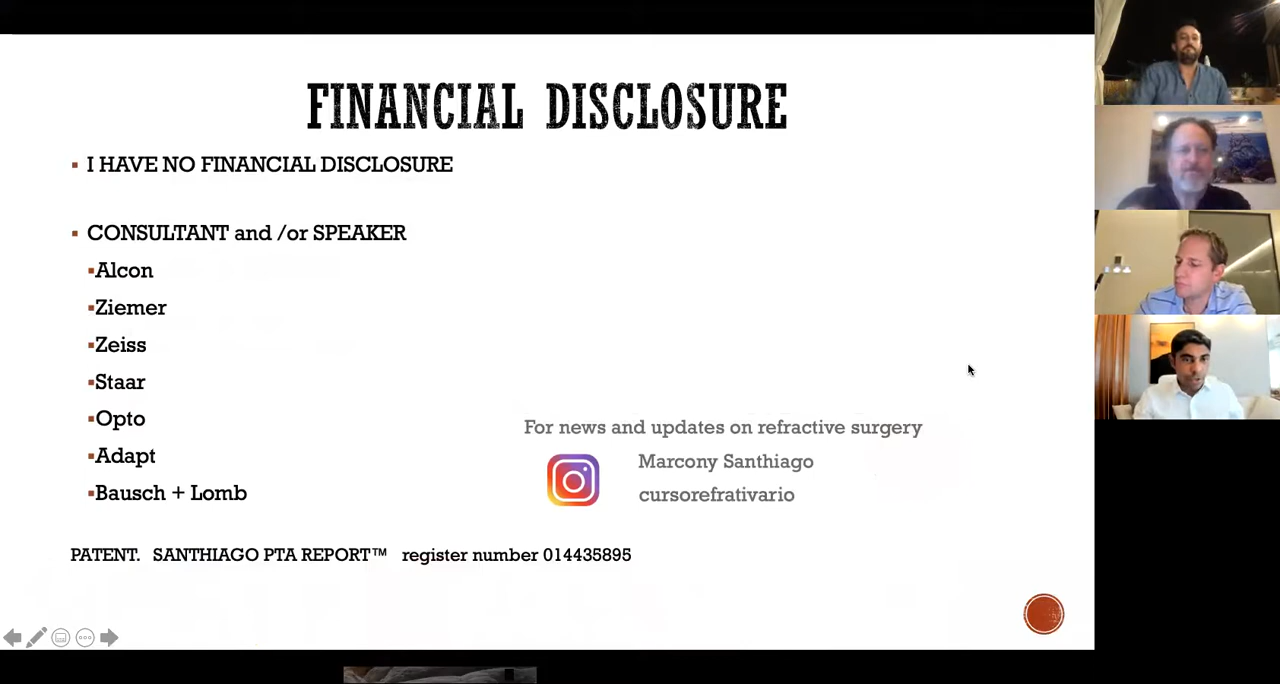 FINANCIAL DISCLOSURE
I HAVE NO FINANCIAL DISCLOSURE
CONSULTANT and /or SPEAKER
Alcon
Ziemer
Zeiss
Staar
Opto
Adapt
Bausch + Lomb
For news and updates on refractive surgery
Marcony Santhiago
cursorefrativario
PATENT. SANTHIAGO PTA REPORT™ register number 014435895